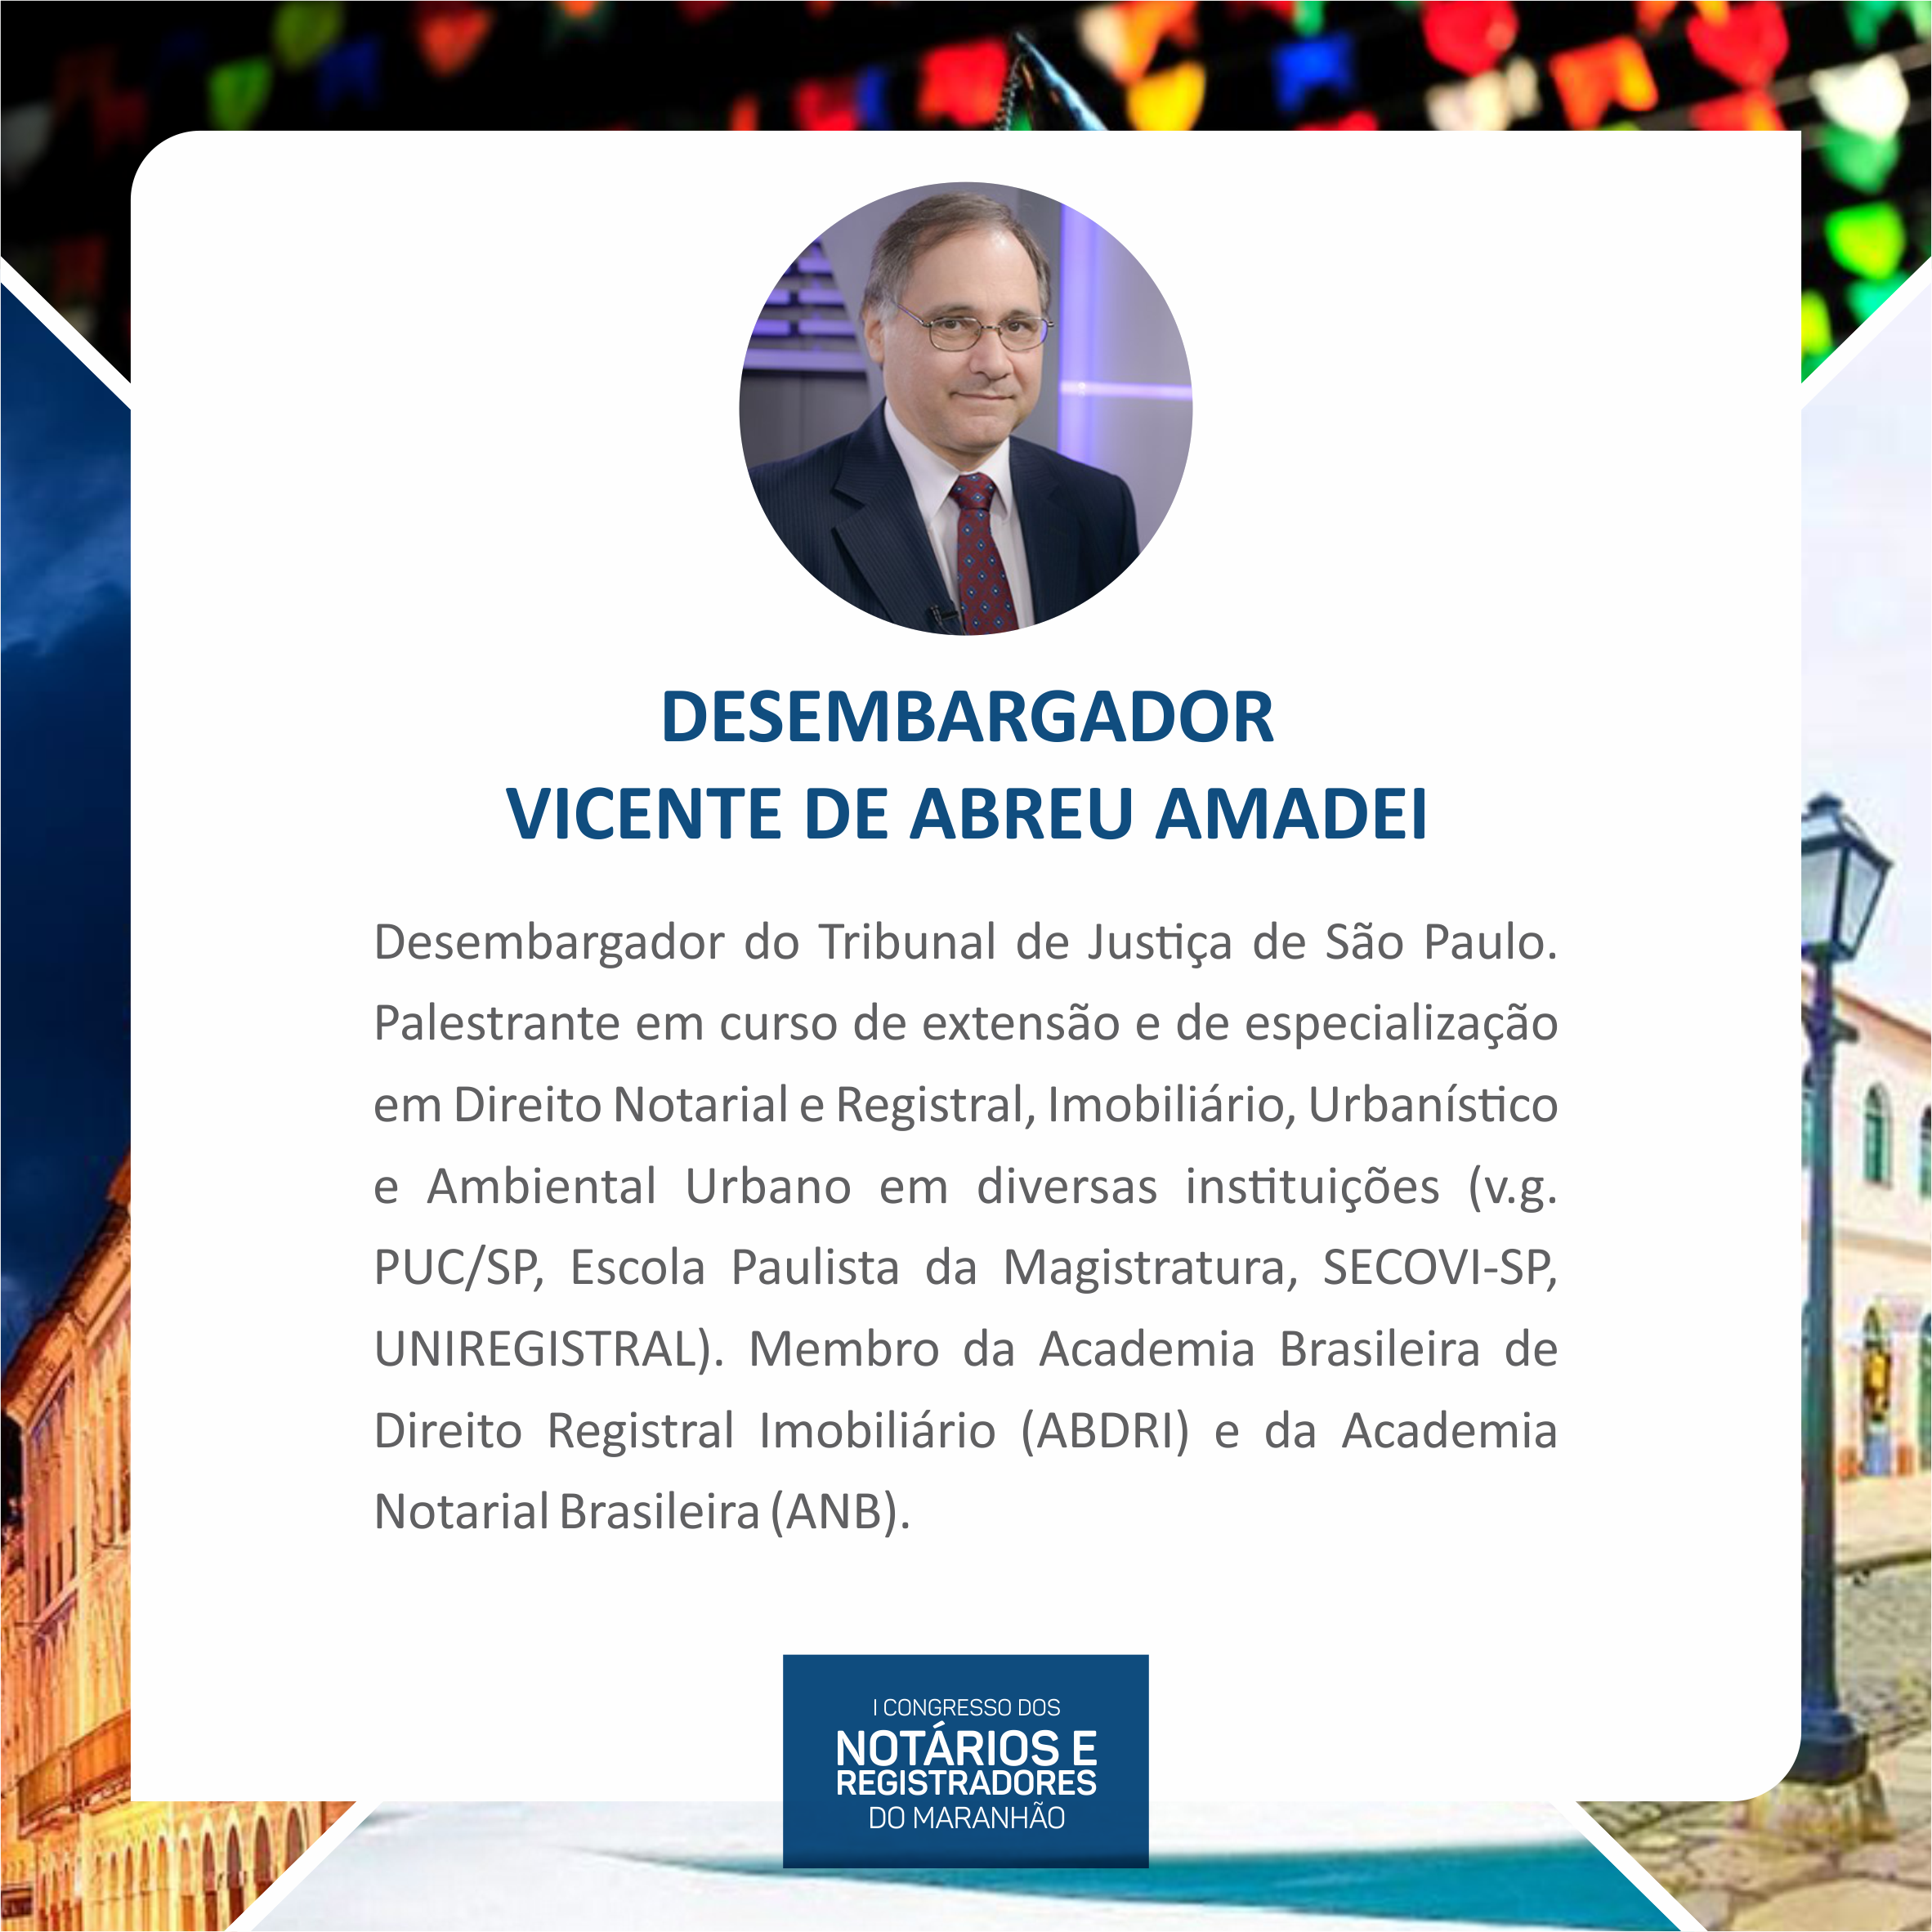 DESEMBARGADOR
VICENTE DE ABREU AMADEI
Desembargador do Tribunal de Justiça de São Paulo.
Palestrante em curso de extensão e de especialização
em Direito Notarial e Registral, Imobiliário, Urbanístico
e Ambiental Urbano em diversas instituições (v.g.
PUC/SP, Escola Paulista da Magistratura, SECOVI-SP,
UNIREGISTRAL). Membro da Academia Brasileira de
Direito Registral Imobiliário (ABDRI) e da Academia
Notarial Brasileira (ANB).
I CONGRESSO DOS
NOTÁRIOS E
REGISTRADORES
DO MARANHÃO